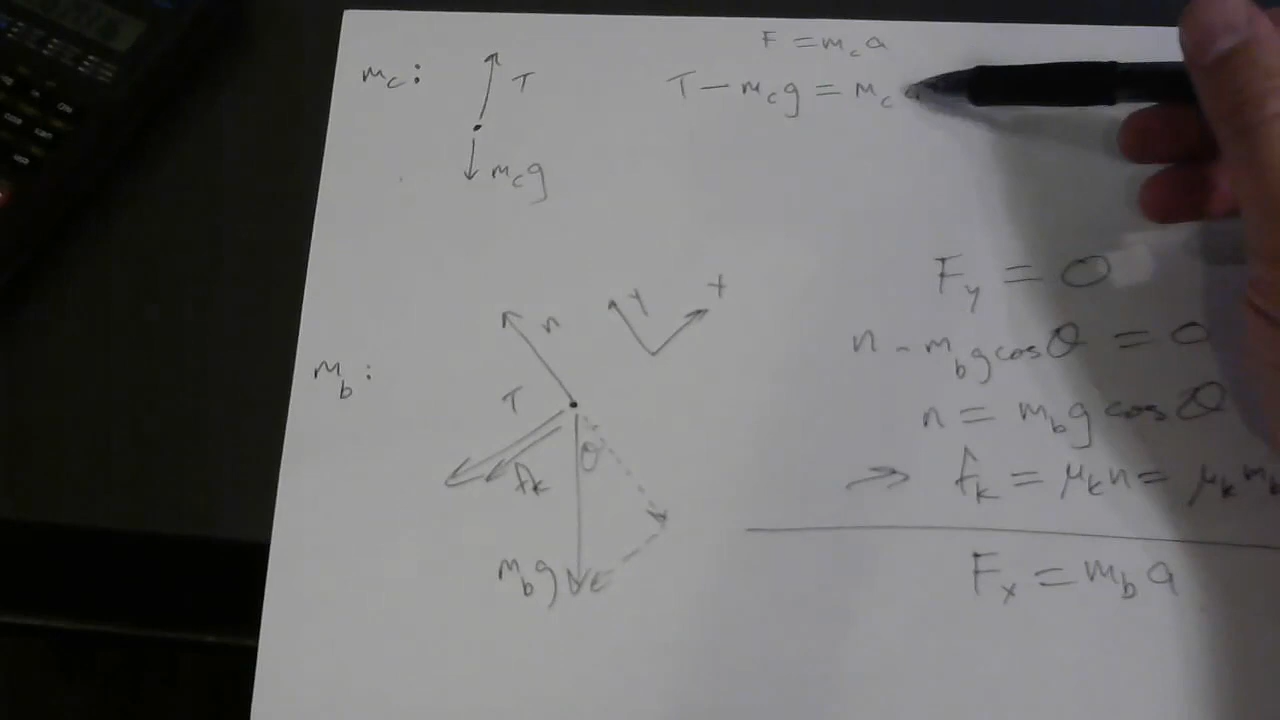 F = m_c a
m_c: T T - m_c g = m_c
m_c g
F_y = 0
y x
n n - m_b g cos θ = 0
m_b:
T n = m_b g cos θ
θ
f_k → f_k = μ_k n = μ_k m_b
m_b g F_x = m_b a